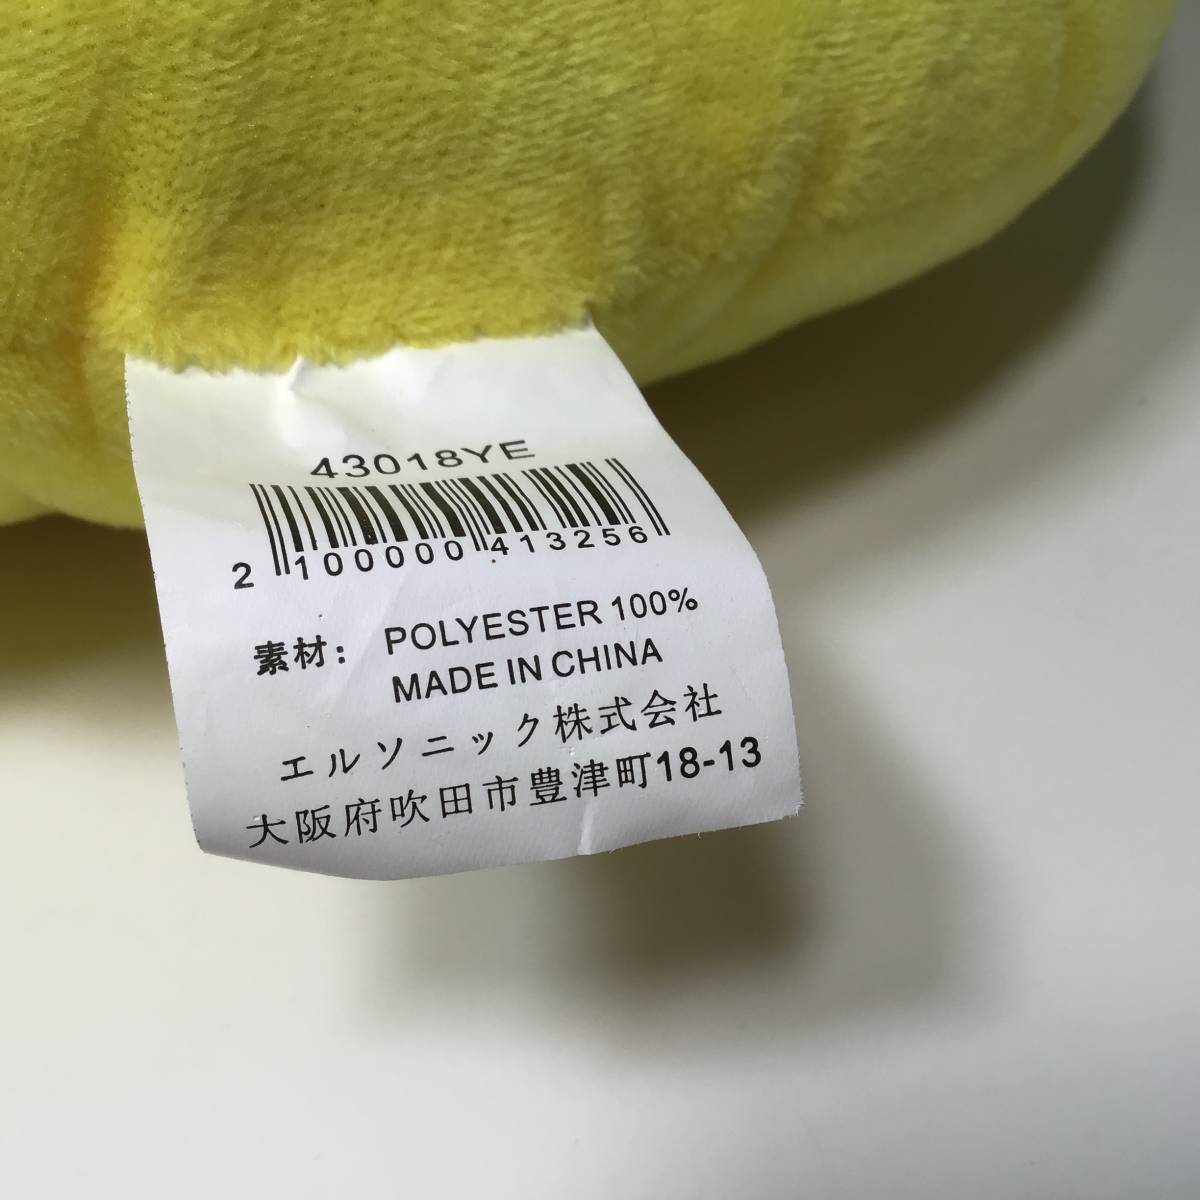 43018YE
2 100000 413256
素材： POLYESTER 100%
MADE IN CHINA
エルソニック株式会社
大阪府吹田市豊津町18-13